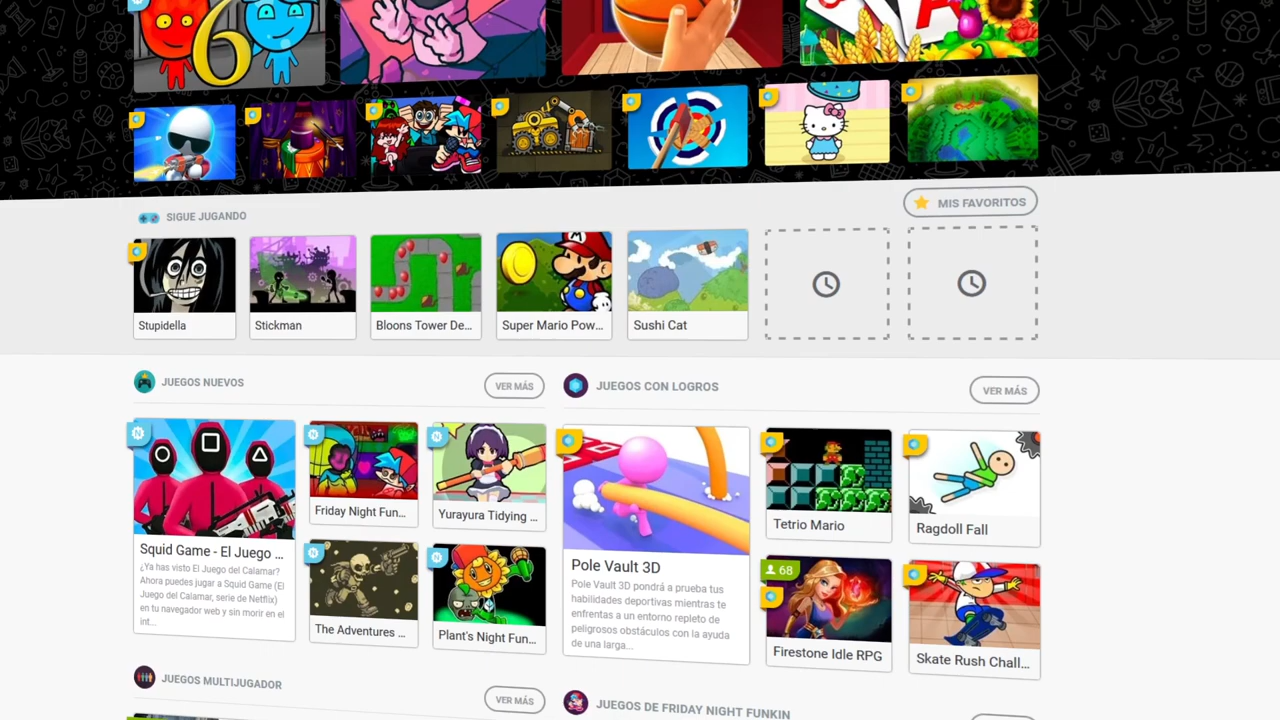 6
A
SIGUE JUGANDO
MIS FAVORITOS
Stupidella
Stickman
Bloons Tower De...
Super Mario Pow...
Sushi Cat
JUEGOS NUEVOS
VER MÁS
JUEGOS CON LOGROS
VER MÁS
N
N
N
Squid Game - El Juego ...
¿Ya has visto El Juego del Calamar?
Ahora puedes jugar a Squid Game (El
Juego del Calamar, serie de Netflix)
en tu navegador web y sin morir en el
int...
Friday Night Fun...
Yurayura Tidying ...
N
N
The Adventures ...
Plant's Night Fun...
Pole Vault 3D
Pole Vault 3D pondrá a prueba tus
habilidades deportivas mientras te
enfrentas a un entorno repleto de
peligrosos obstáculos con la ayuda
de una larga...
Tetrio Mario
Ragdoll Fall
68
Firestone Idle RPG
Skate Rush Chall...
JUEGOS MULTIJUGADOR
VER MÁS
JUEGOS DE FRIDAY NIGHT FUNKIN